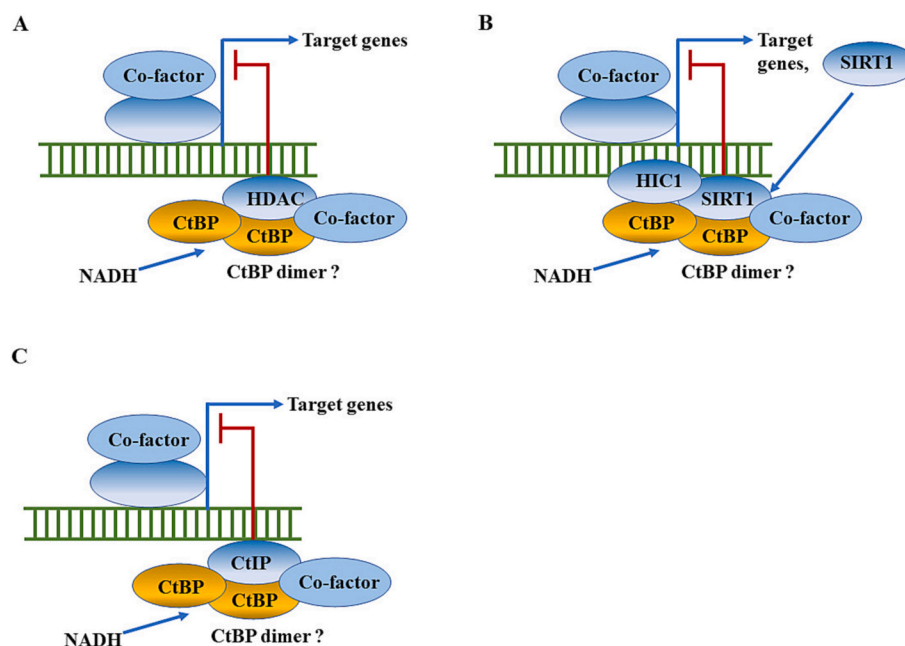 A
Target genes
Co-factor
HDAC
CtBP
Co-factor
CtBP
NADH
CtBP dimer ?
B
Target
genes,
SIRT1
Co-factor
HIC1
SIRT1
CtBP
Co-factor
CtBP
NADH
CtBP dimer ?
C
Target genes
Co-factor
CtIP
CtBP
Co-factor
CtBP
NADH
CtBP dimer ?